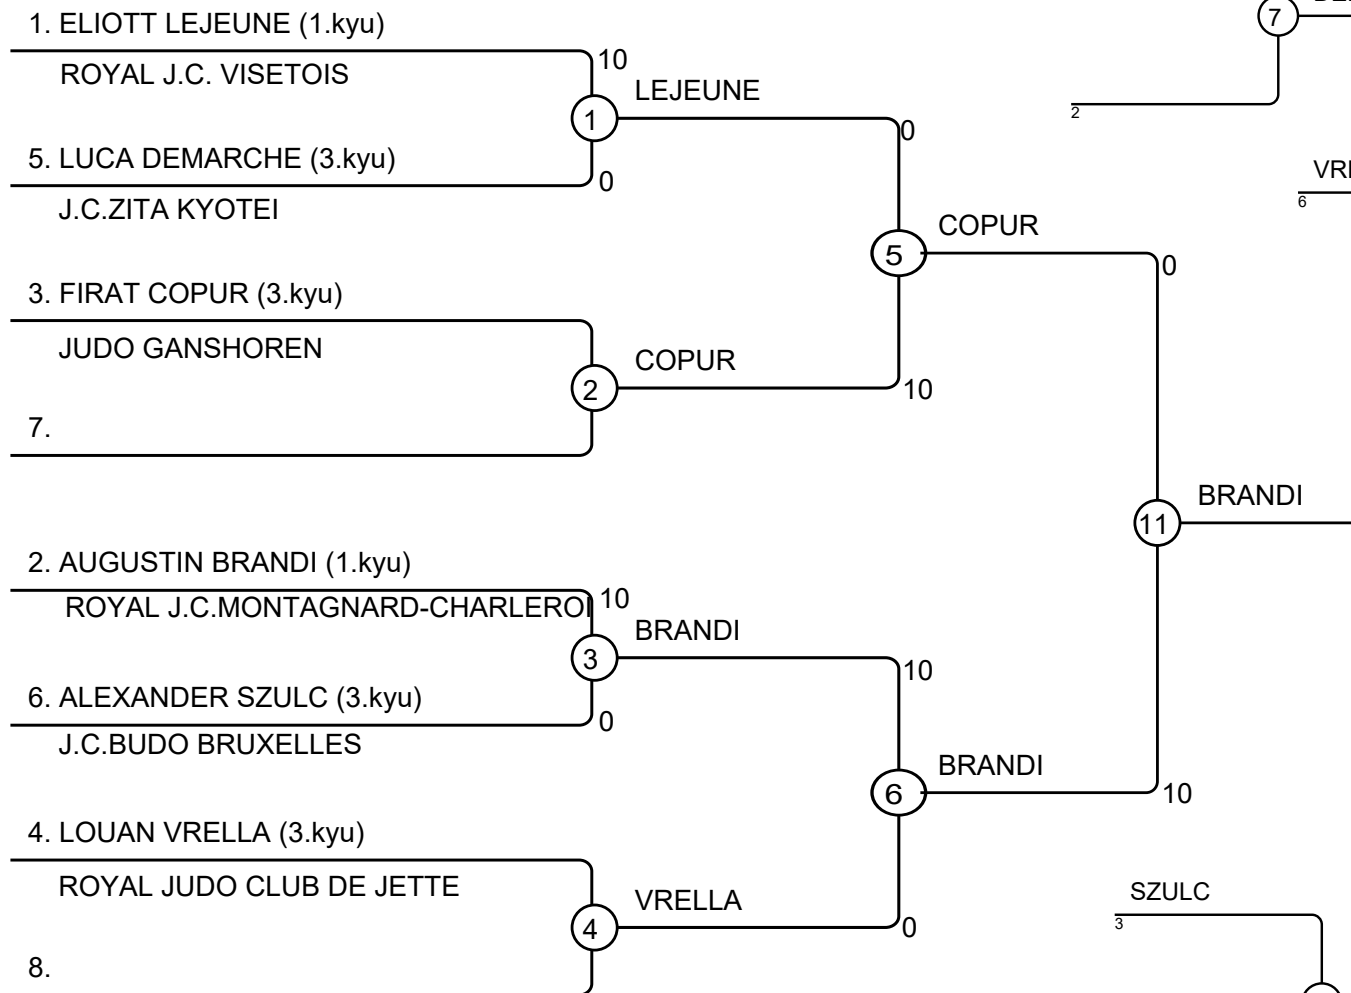 1. ELIOTT LEJEUNE (1.kyu)
ROYAL J.C. VISETOIS
10
1
LEJEUNE
5. LUCA DEMARCHE (3.kyu)
0
J.C.ZITA KYOTEI
0
5
COPUR
3. FIRAT COPUR (3.kyu)
JUDO GANSHOREN
2
COPUR
10
7.
0
11
BRANDI
2. AUGUSTIN BRANDI (1.kyu)
ROYAL J.C.MONTAGNARD-CHARLEROI
10
3
BRANDI
6. ALEXANDER SZULC (3.kyu)
0
J.C.BUDO BRUXELLES
10
6
BRANDI
10
4. LOUAN VRELLA (3.kyu)
ROYAL JUDO CLUB DE JETTE
4
VRELLA
0
8.
7
2
6
SZULC
3